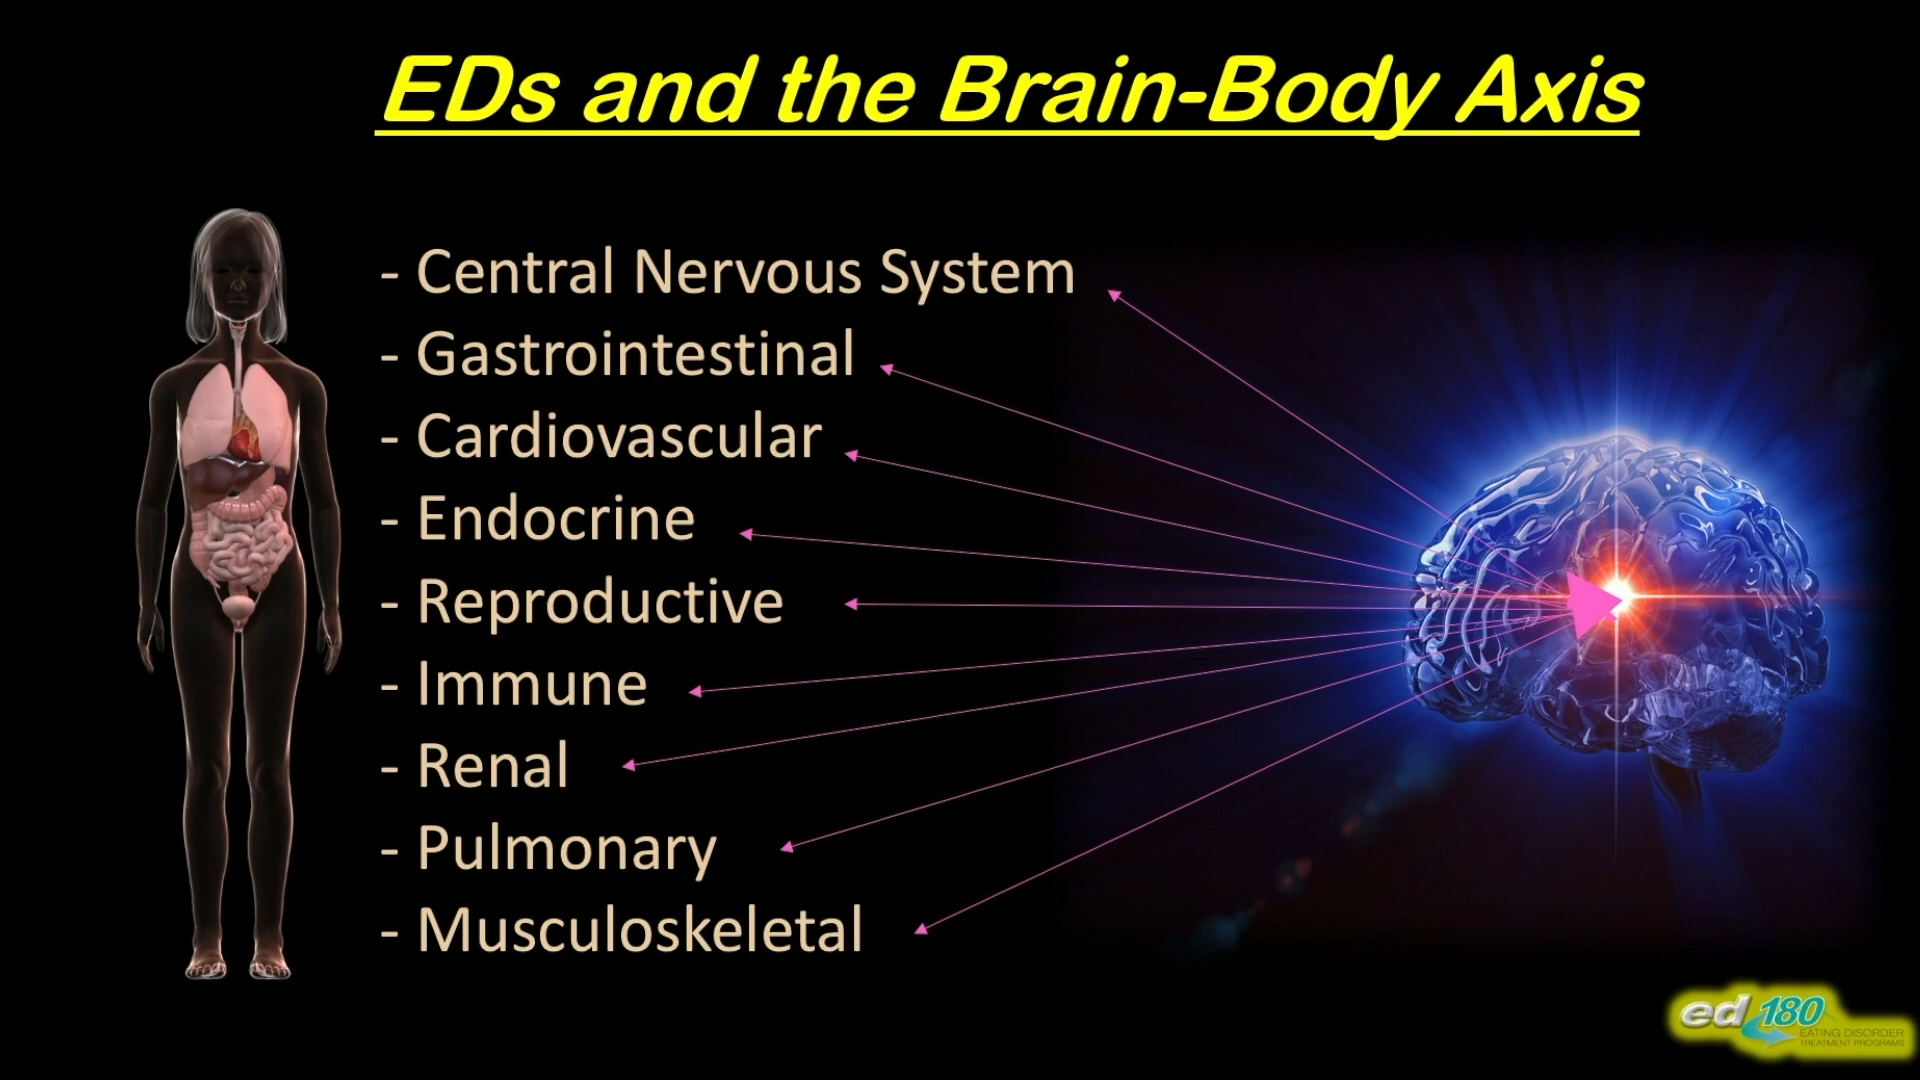 EDs and the Brain-Body Axis
- Central Nervous System
- Gastrointestinal
- Cardiovascular
- Endocrine
- Reproductive
- Immune
- Renal
- Pulmonary
- Musculoskeletal
ed 180
EATING DISORDER
TREATMENT PROGRAMS